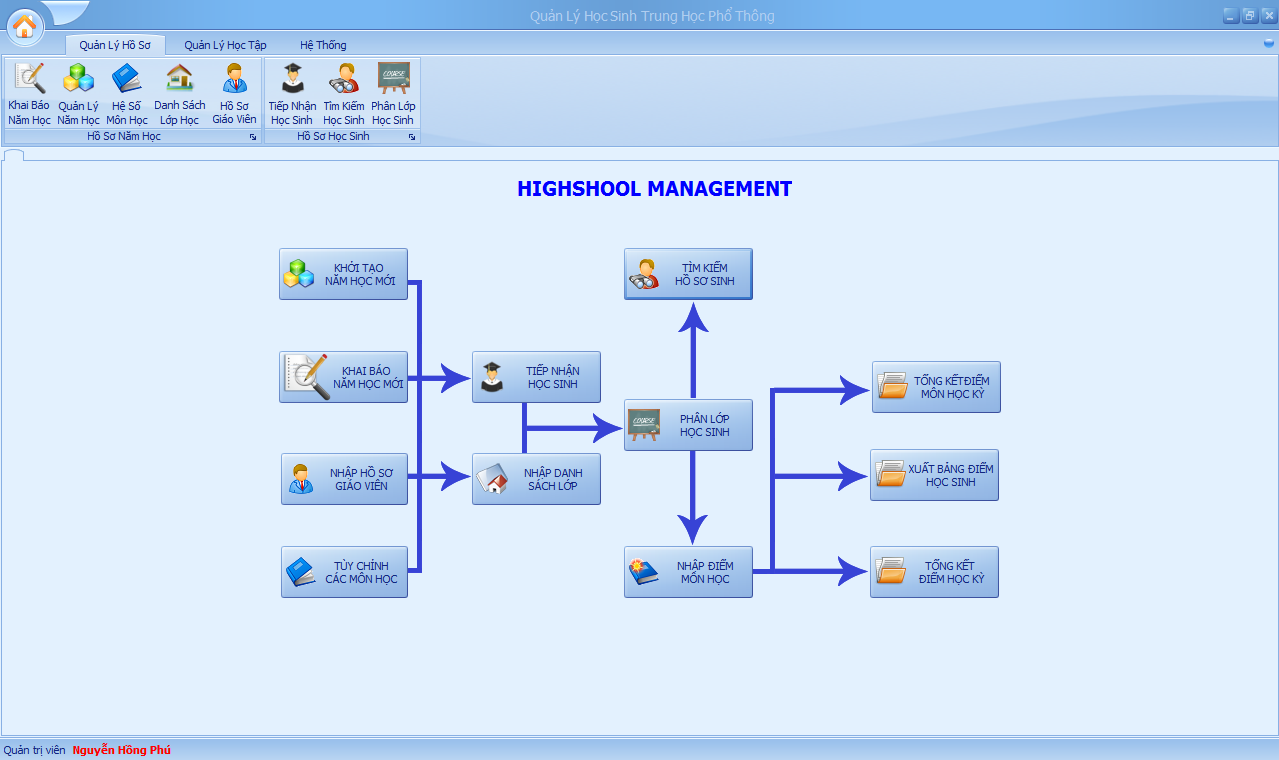 Quản Lý Học Sinh Trung Học Phổ Thông
Quản Lý Hồ Sơ
Quản Lý Học Tập
Hệ Thống
Khai Báo
Năm Học
Quản Lý
Năm Học
Hệ Số
Môn Học
Danh Sách
Lớp Học
Hồ Sơ
Giáo Viên
Hồ Sơ Năm Học
Tiếp Nhận
Học Sinh
Tìm Kiếm
Học Sinh
COURSE
Phân Lớp
Học Sinh
Hồ Sơ Học Sinh
HIGHSHOOL MANAGEMENT
KHỞI TẠO
NĂM HỌC MỚI
KHAI BÁO
NĂM HỌC MỚI
NHẬP HỒ SƠ
GIÁO VIÊN
TÙY CHỈNH
CÁC MÔN HỌC
TIẾP NHẬN
HỌC SINH
NHẬP DANH
SÁCH LỚP
TÌM KIẾM
HỒ SƠ SINH
COURSE
PHÂN LỚP
HỌC SINH
NHẬP ĐIỂM
MÔN HỌC
TỔNG KẾT ĐIỂM
MÔN HỌC KỲ
XUẤT BẢNG ĐIỂM
HỌC SINH
TỔNG KẾT
ĐIỂM HỌC KỲ
Quản trị viên Nguyễn Hồng Phú